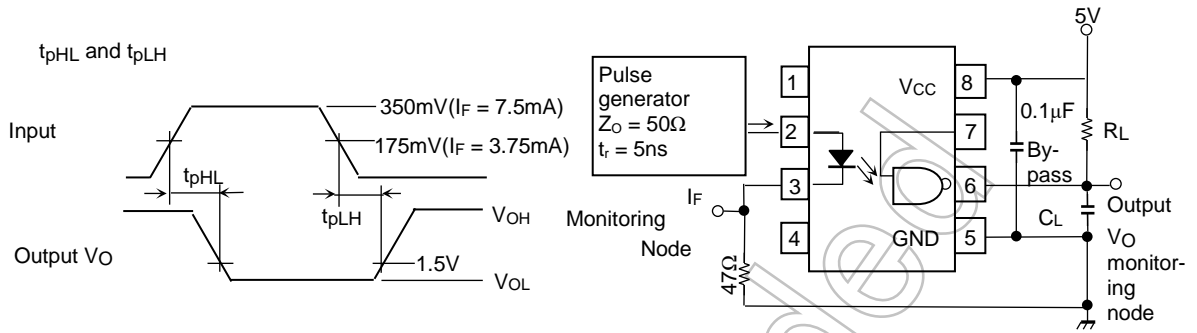 tpHL and tpLH
Input
350mV(IF = 7.5mA)
175mV(IF = 3.75mA)
tpHL
tpLH
VOH
Output VO
1.5V
VOL
Pulse
generator
ZO = 50Ω
tr = 5ns
IF
Monitoring
Node
47Ω
1
2
3
4
VCC
GND
8
7
6
5
5V
0.1μF
By-
pass
RL
CL
Output
VO
monitor-
ing
node